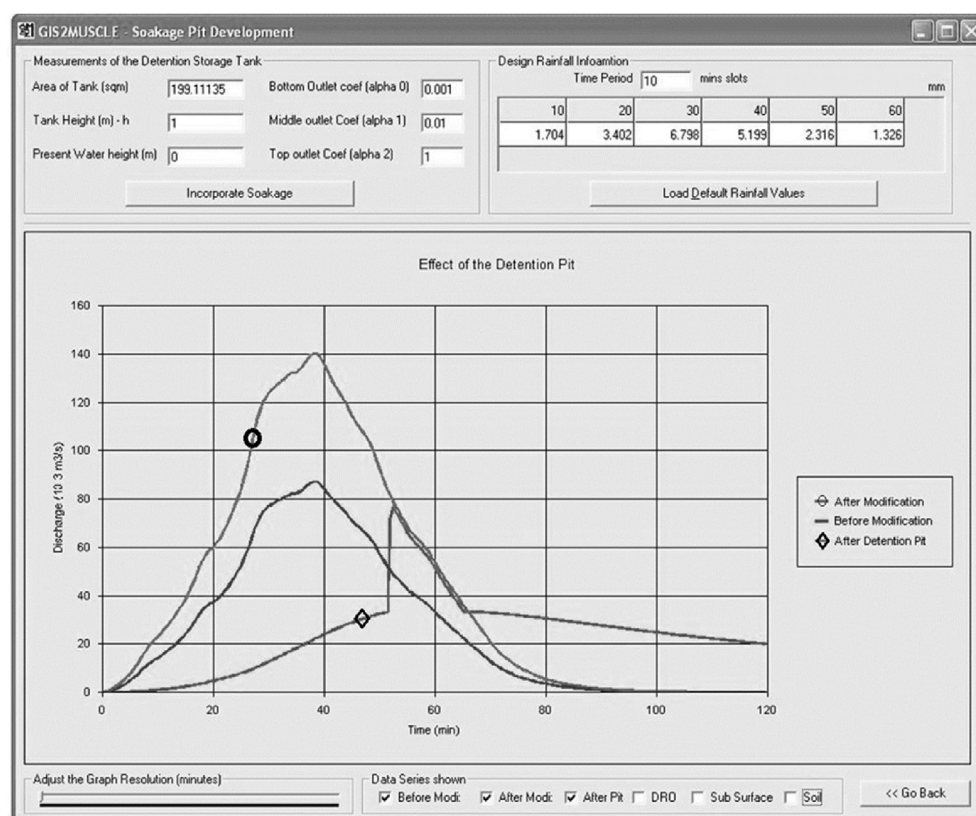 GIS2MUSCLE - Soakage Pit Development
Measurements of the Detention Storage Tank
Area of Tank (sqm) 199.11135 Bottom Outlet coef (alpha 0) 0.001
Tank Height (m) - h 1 Middle outlet Coef (alpha 1) 0.01
Present Water height (m) 0 Top outlet Coef (alpha 2) 1
Incorporate Soakage
Design Rainfall Infoamtion
Time Period 10 mins slots
mm
10 20 30 40 50 60
1.704 3.402 6.798 5.199 2.316 1.326
Load Default Rainfall Values
Effect of the Detention Pit
160
140
120
100
80
60
40
20
0
Discharge (10 3 m3/s)
0 20 40 60 80 100 120
Time (min)
After Modification
Before Modification
After Detention Pit
Adjust the Graph Resolution (minutes)
Data Series shown
Before Modi: After Modi: After Pit DRO Sub Surface Soil
<< Go Back